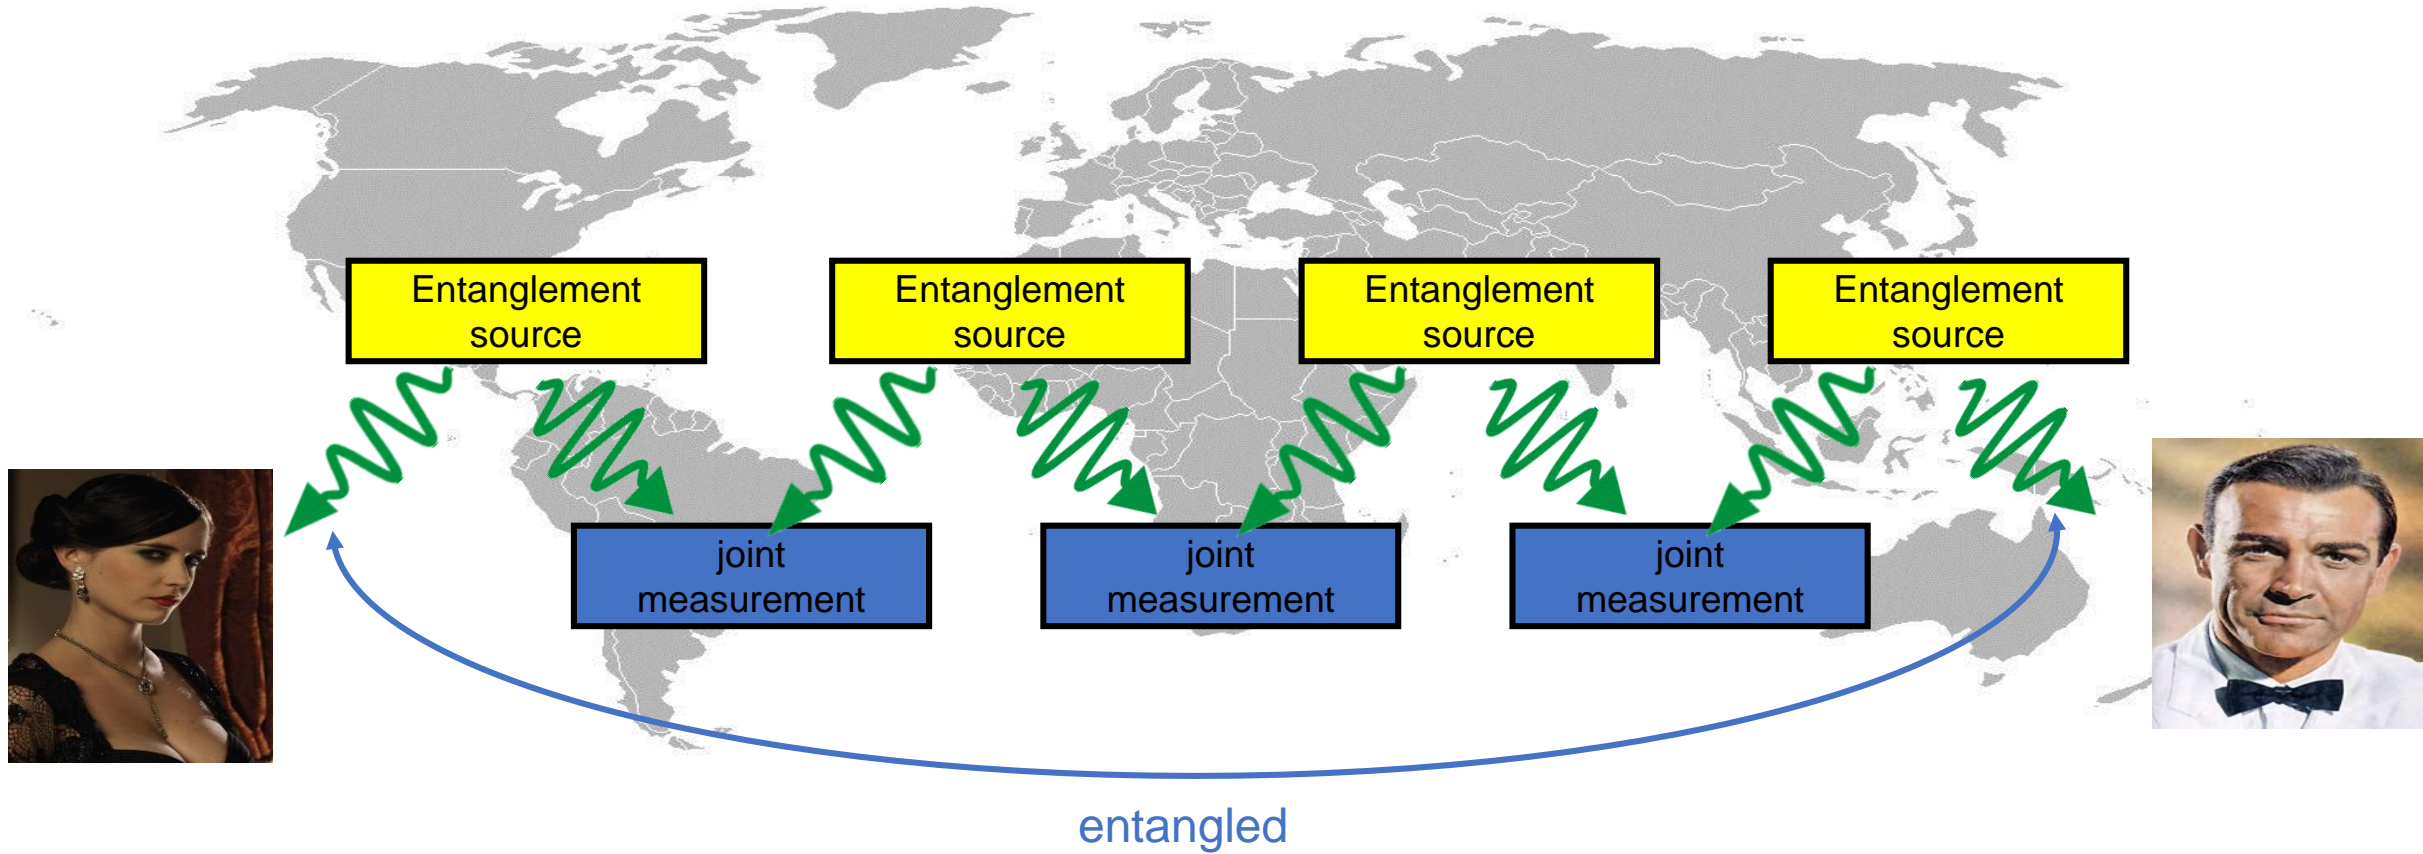 Entanglement
source
Entanglement
source
Entanglement
source
Entanglement
source
joint
measurement
joint
measurement
joint
measurement
entangled